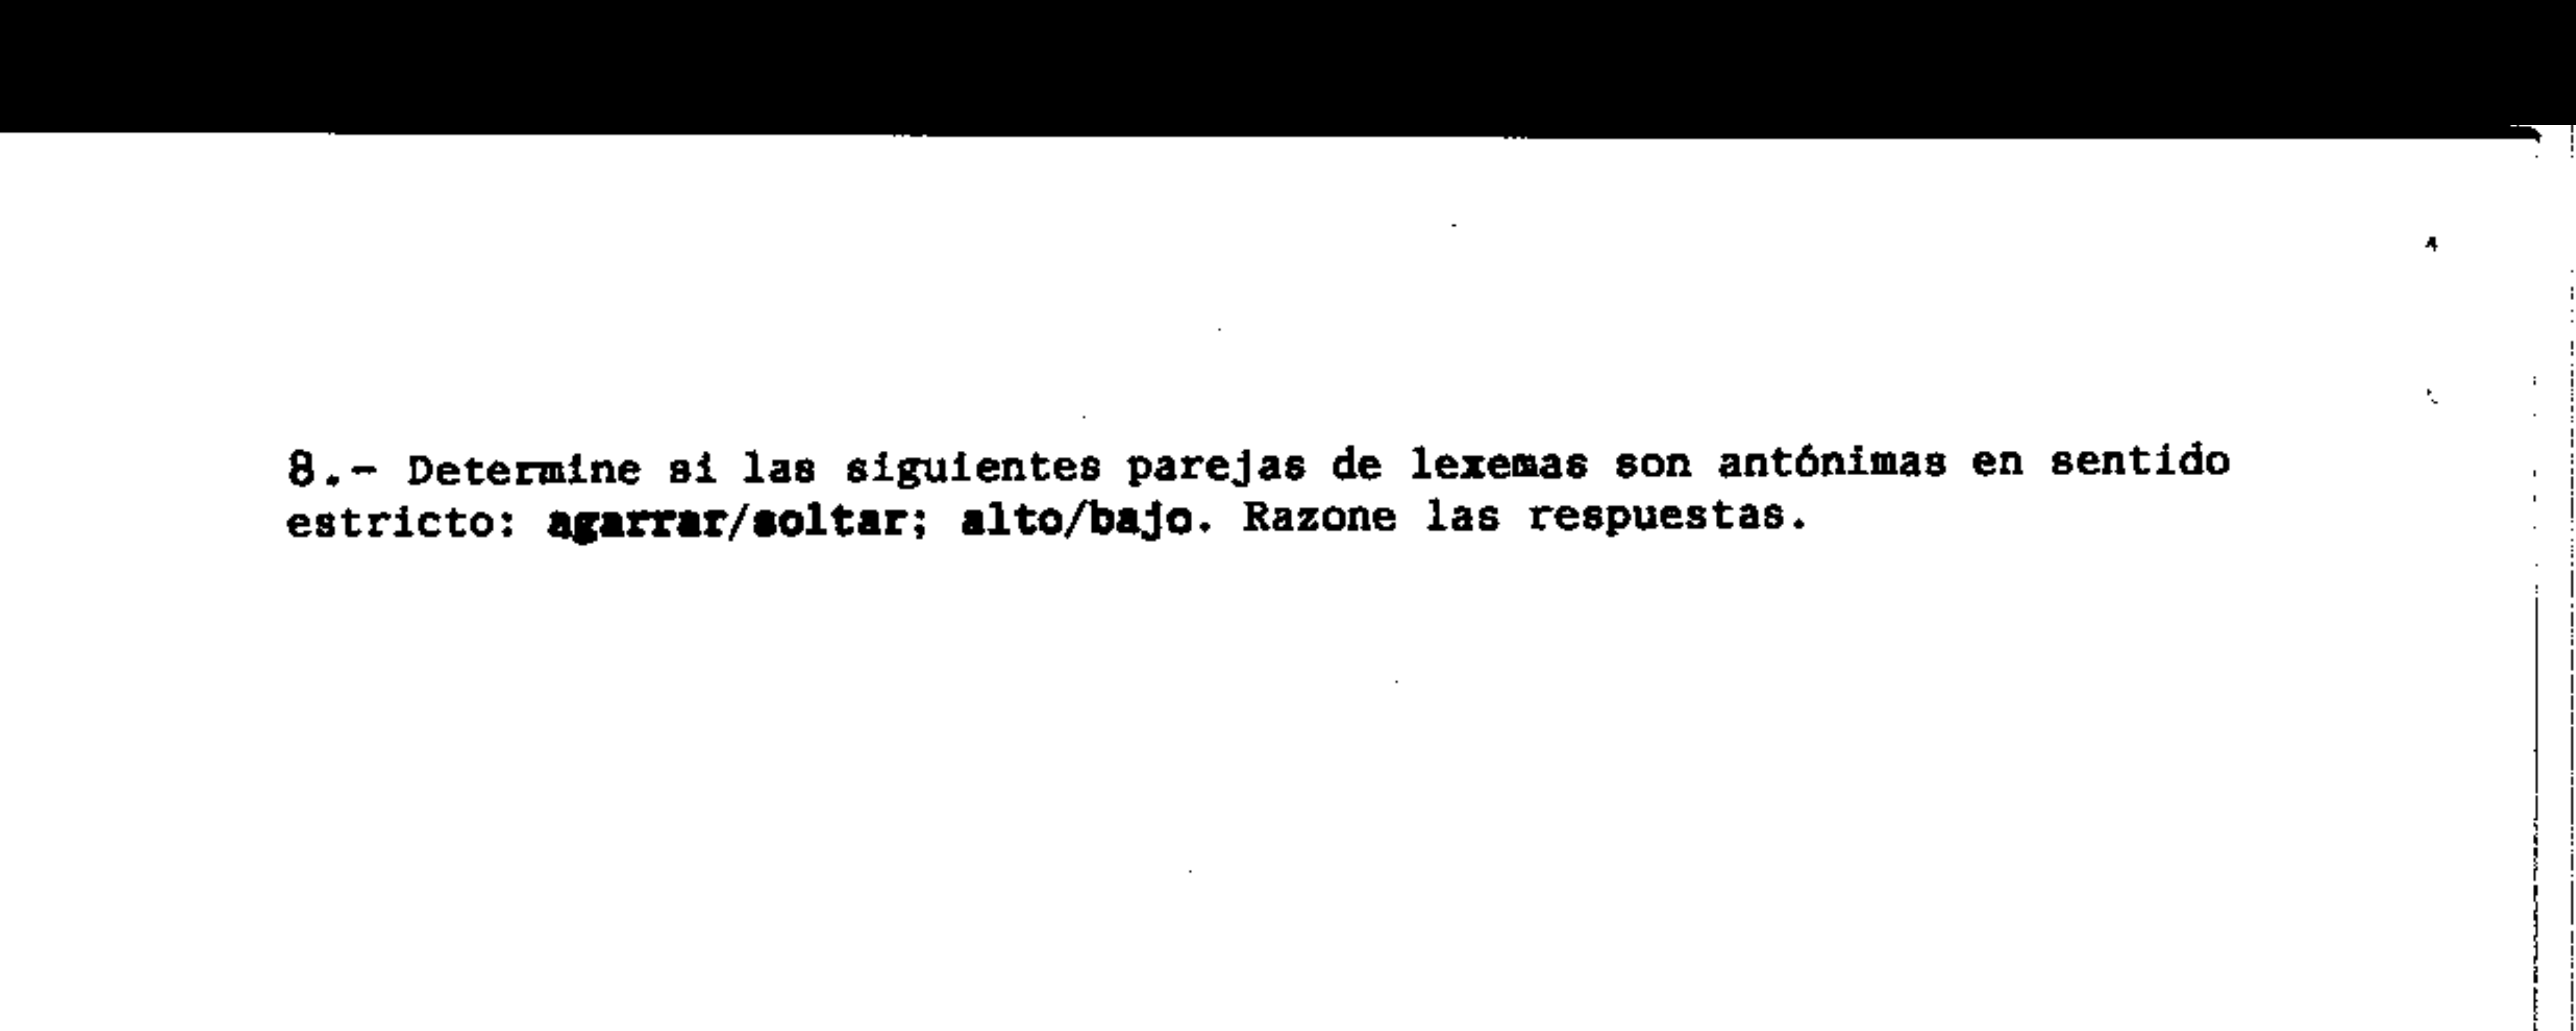 8.- Determine si las siguientes parejas de lexemas son antónimas en sentido
estricto: agarrar/soltar; alto/bajo. Razone las respuestas.